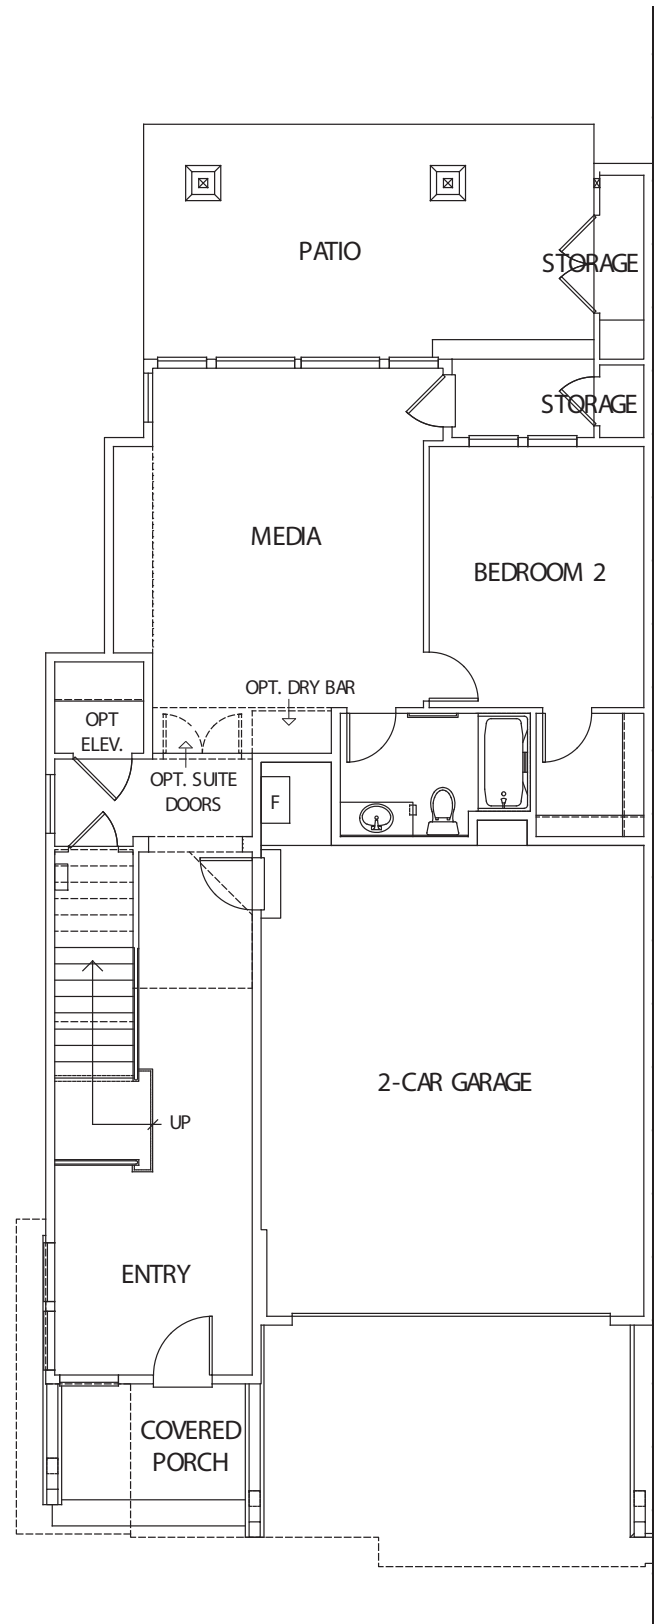 PATIO
STORAGE
STORAGE
MEDIA
BEDROOM 2
OPT. DRY BAR
OPT
ELEV.
OPT. SUITE
DOORS
F
2-CAR GARAGE
UP
ENTRY
COVERED
PORCH